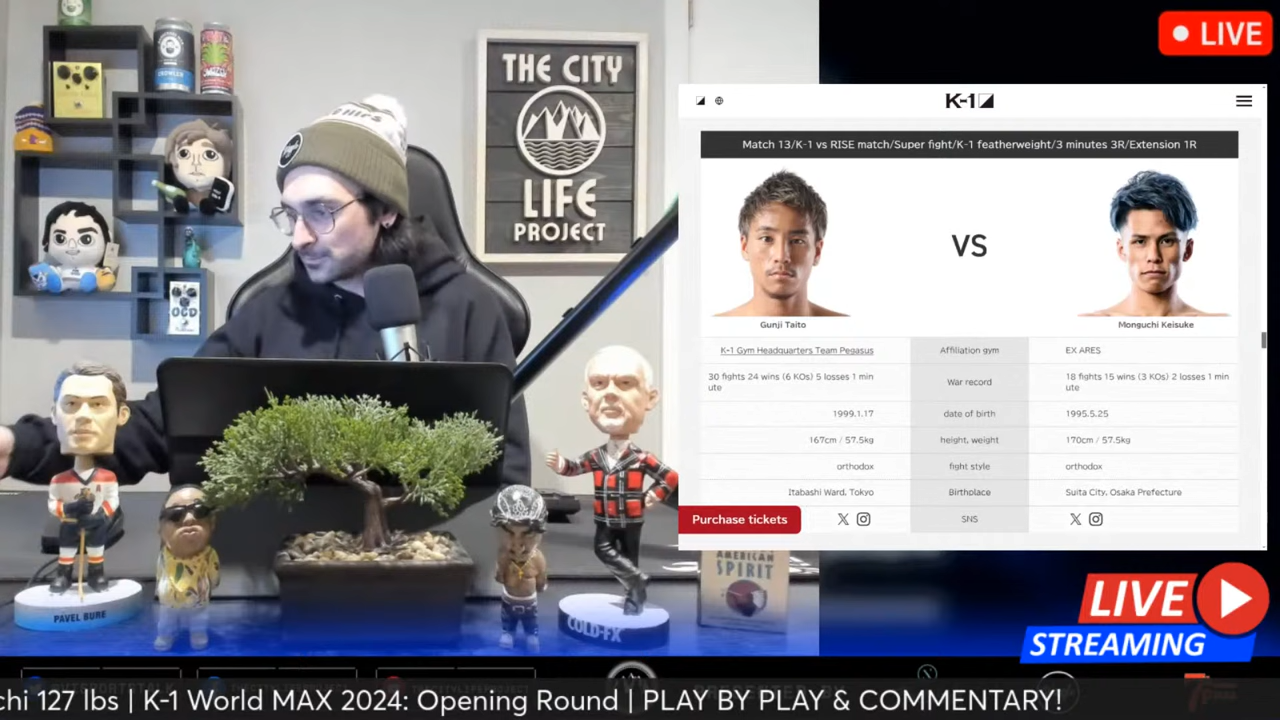 LIVE
THE CITY
LIFE
PROJECT
OCD
K-1
Match 13/K-1 vs RISE match/Super fight/K-1 featherweight/3 minutes 3R/Extension 1R
VS
Gunji Taito
Monguchi Keisuke
K-1 Gym Headquarters Team Pegasus
Affiliation gym
EX ARES
30 fights 24 wins (6 KOs) 5 losses 1 min
ute
War record
18 fights 15 wins (3 KOs) 2 losses 1 min
ute
1999.1.17
date of birth
1995.5.25
167cm / 57.5kg
height, weight
170cm / 57.5kg
orthodox
fight style
orthodox
Itabashi Ward, Tokyo
Birthplace
Suita City, Osaka Prefecture
SNS
Purchase tickets
PAVEL BURE
COLD-FX
AMERICAN
SPIRIT
LIVE
STREAMING
chi 127 lbs | K-1 World MAX 2024: Opening Round | PLAY BY PLAY & COMMENTARY!